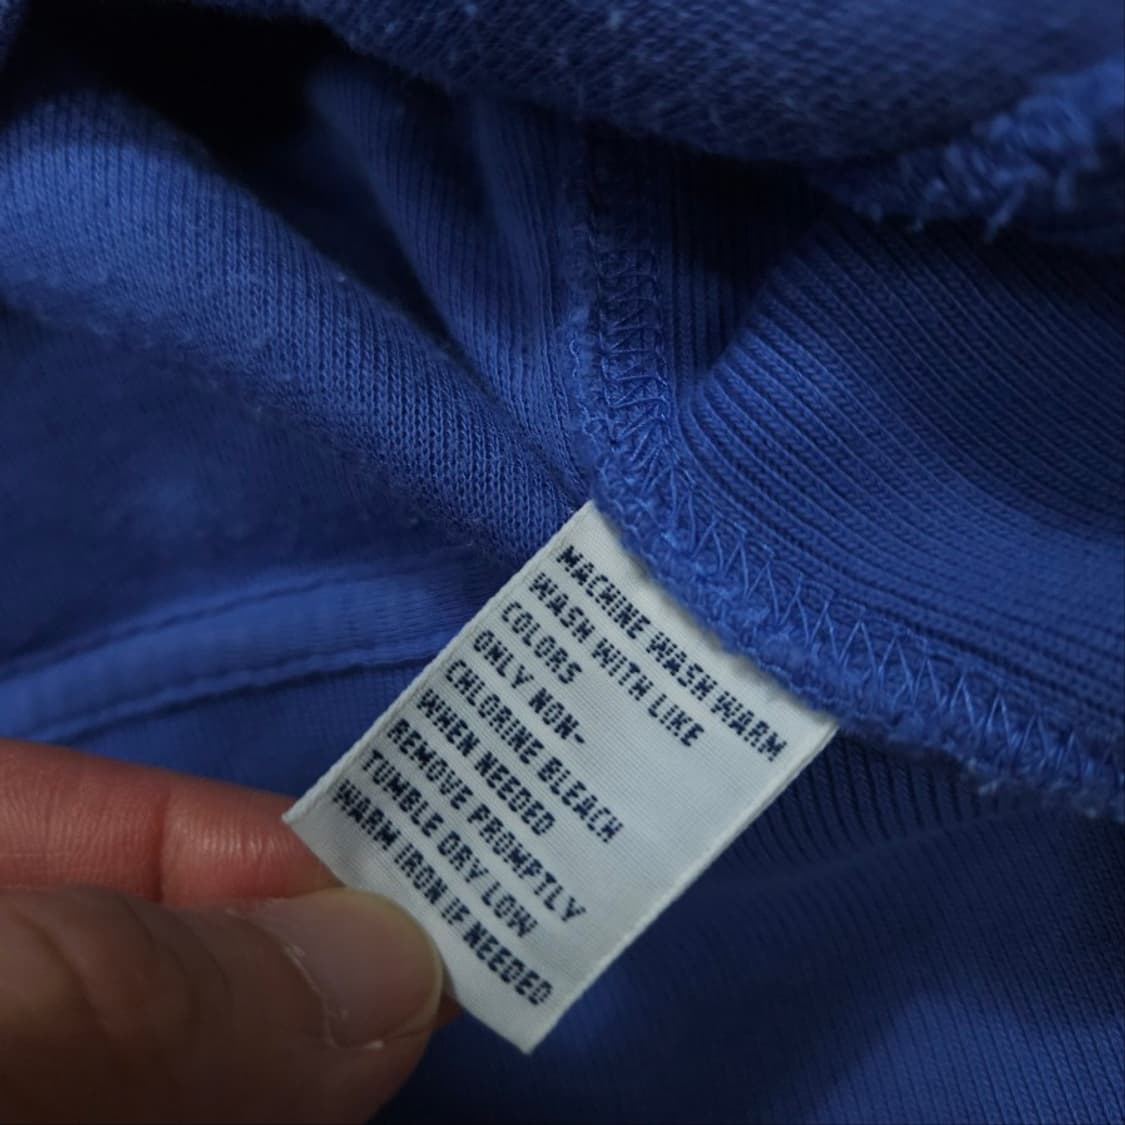 MACHINE WASH WARM
WASH WITH LIKE
COLORS
ONLY NON-
CHLORINE BLEACH
WHEN NEEDED
REMOVE PROMPTLY
TUMBLE DRY LOW
WARM IRON IF NEEDED